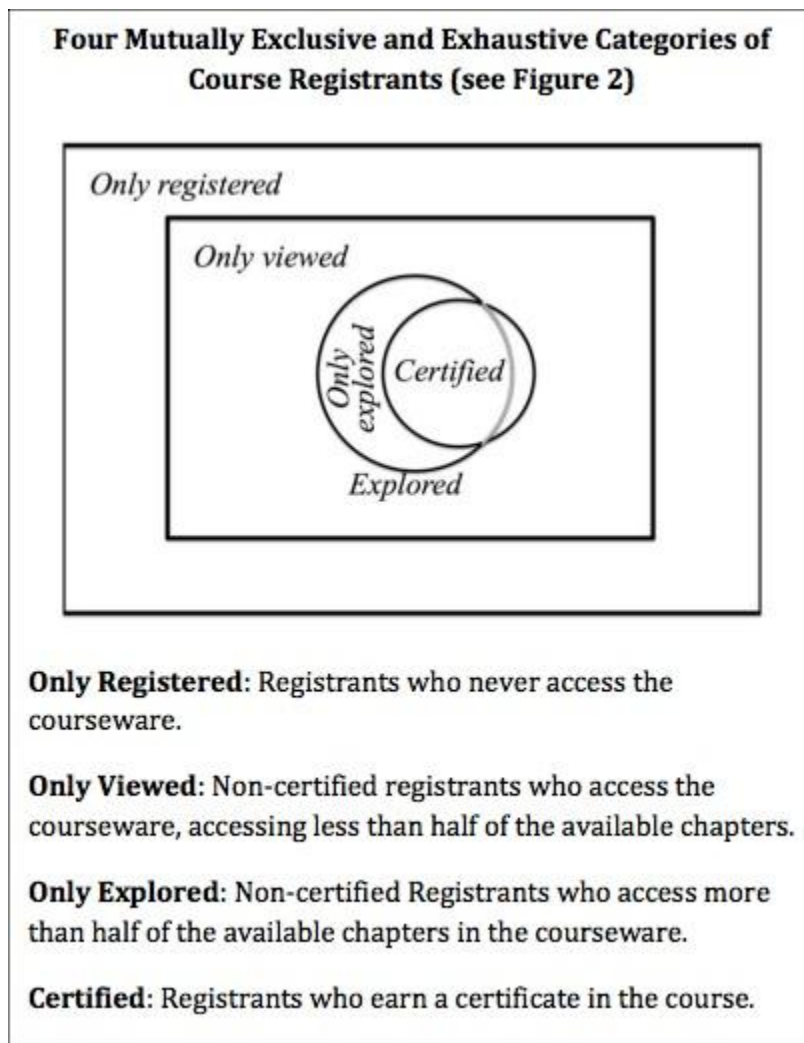 Four Mutually Exclusive and Exhaustive Categories of
Course Registrants (see Figure 2)
Only registered
Only viewed
Only
explored
Certified
Explored
Only Registered: Registrants who never access the
courseware.
Only Viewed: Non-certified registrants who access the
courseware, accessing less than half of the available chapters.
Only Explored: Non-certified Registrants who access more
than half of the available chapters in the courseware.
Certified: Registrants who earn a certificate in the course.